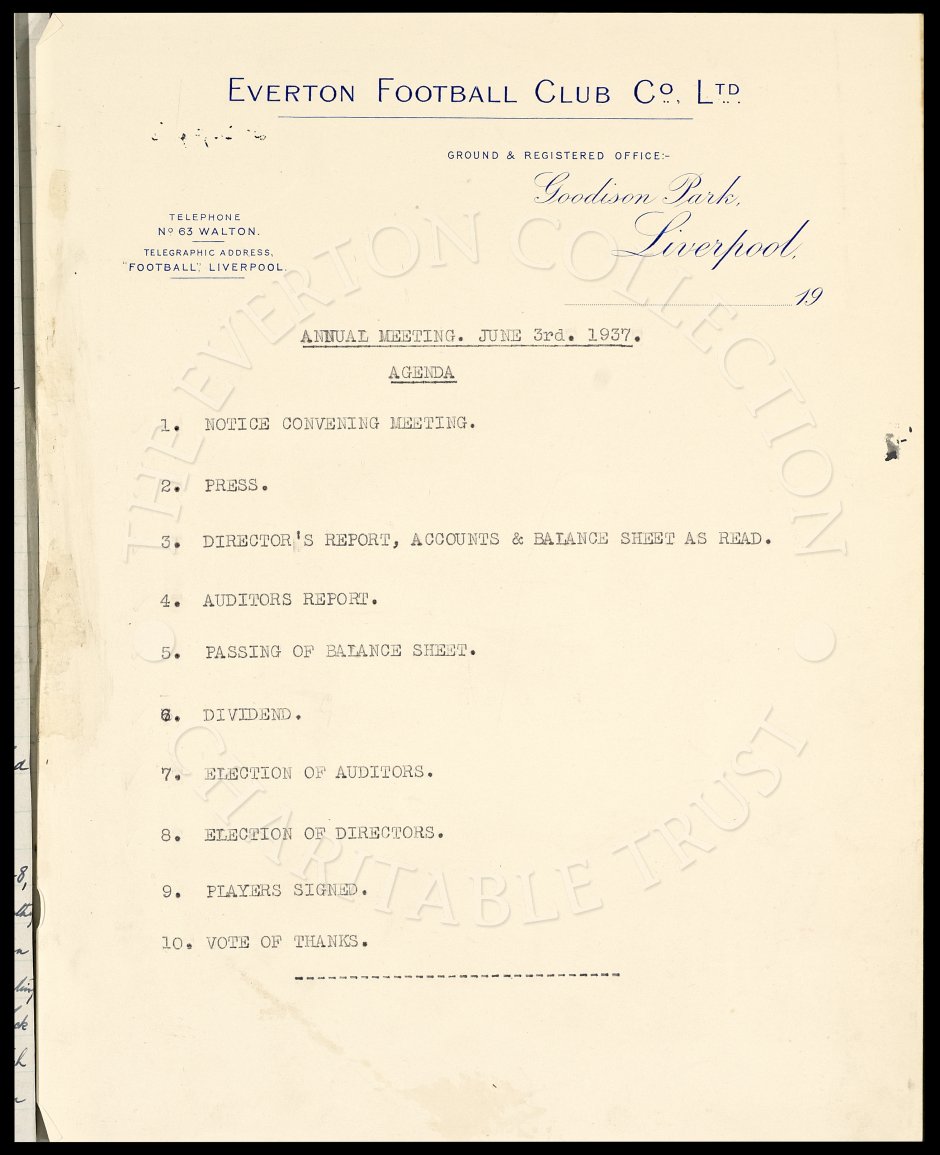 EVERTON FOOTBALL CLUB Cº., LTD.
GROUND & REGISTERED OFFICE:-
Goodison Park,
Liverpool,
TELEPHONE
Nº 63 WALTON.
TELEGRAPHIC ADDRESS,
"FOOTBALL", LIVERPOOL.
19
ANNUAL MEETING. JUNE 3rd. 1937.
AGENDA
1. NOTICE CONVENING MEETING.
2. PRESS.
3. DIRECTOR'S REPORT, ACCOUNTS & BALANCE SHEET AS READ.
4. AUDITORS REPORT.
5. PASSING OF BALANCE SHEET.
6. DIVIDEND.
7. ELECTION OF AUDITORS.
8. ELECTION OF DIRECTORS.
9. PLAYERS SIGNED.
10. VOTE OF THANKS.
THE EVERTON COLLECTION
CHARITABLE TRUST